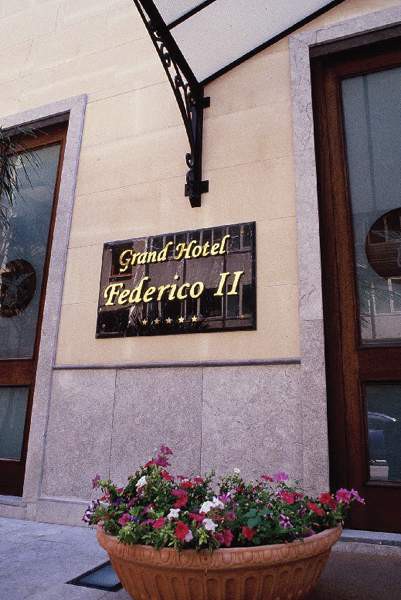 Grand Hotel
Federico II
★★★★★